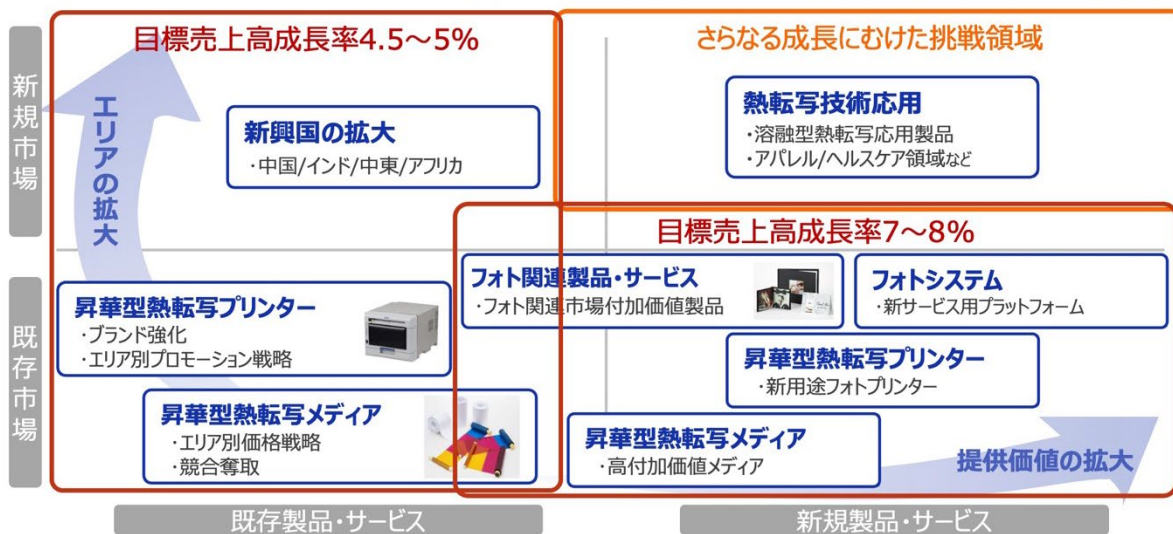 目標売上高成長率4.5～5%
さらなる成長にむけた挑戦領域
新規市場
エリアの拡大
新興国の拡大
・中国/インド/中東/アフリカ
熱転写技術応用
・溶融型熱転写応用製品
・アパレル/ヘルスケア領域など
目標売上高成長率7～8%
既存市場
昇華型熱転写プリンター
・ブランド強化
・エリア別プロモーション戦略
フォト関連製品・サービス
・フォト関連市場付加価値製品
フォトシステム
・新サービス用プラットフォーム
昇華型熱転写プリンター
・新用途フォトプリンター
昇華型熱転写メディア
・エリア別価格戦略
・競合奪取
昇華型熱転写メディア
・高付加価値メディア
提供価値の拡大
既存製品・サービス
新規製品・サービス